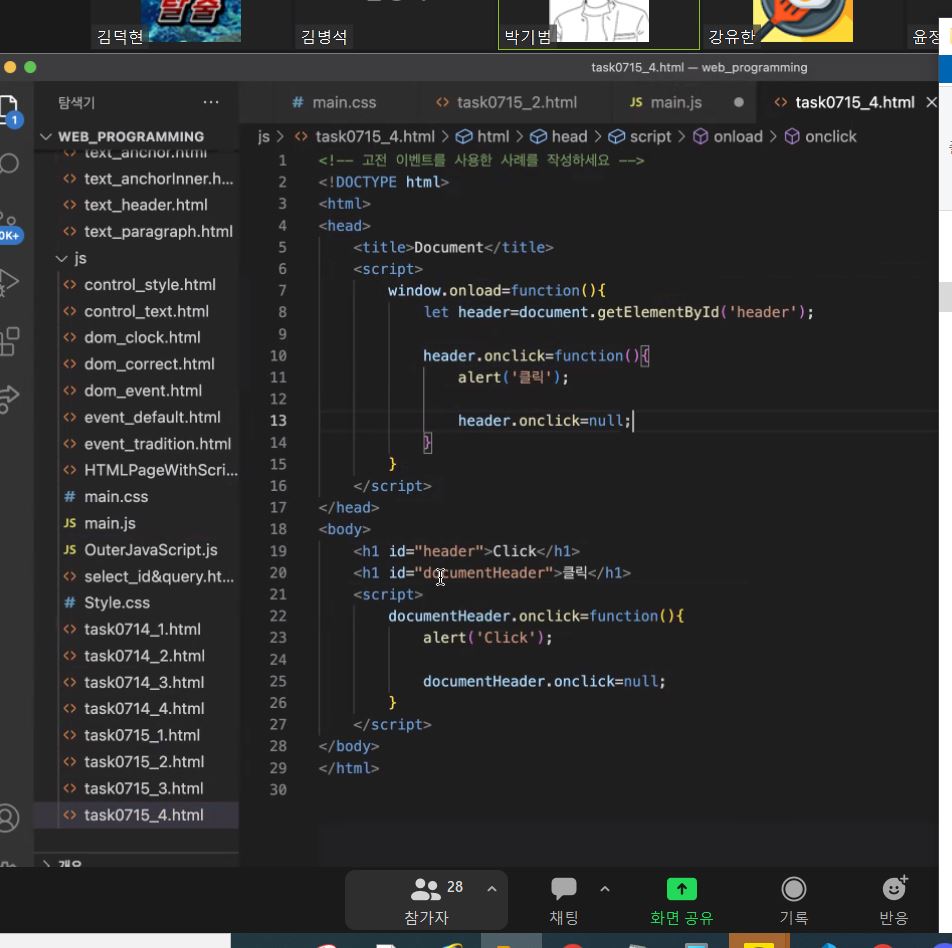 탈출
김덕현
김병석
박기범
강유한
윤정
task0715_4.html — web_programming
1
탐색기
...
# main.css
<> task0715_2.html
JS main.js
<> task0715_4.html ×
WEB_PROGRAMMING
js > <> task0715_4.html > html > head > script > onload > onclick
text_anchor.html
text_anchorInner.h...
text_header.html
0K+
text_paragraph.html
js
control_style.html
control_text.html
dom_clock.html
dom_correct.html
dom_event.html
event_default.html
event_tradition.html
HTMLPageWithScri...
# main.css
JS main.js
JS OuterJavaScript.js
select_id&query.ht...
# Style.css
task0714_1.html
task0714_2.html
task0714_3.html
task0714_4.html
task0715_1.html
task0715_2.html
task0715_3.html
task0715_4.html
개요
1 <!-- 고전 이벤트를 사용한 사례를 작성하세요 -->
2 <!DOCTYPE html>
3 <html>
4 <head>
5 <title>Document</title>
6 <script>
7 window.onload=function(){
8 let header=document.getElementById('header');
9
10 header.onclick=function(){
11 alert('클릭');
12
13 header.onclick=null;
14 }
15 }
16 </script>
17 </head>
18 <body>
19 <h1 id="header">Click</h1>
20 <h1 id="documentHeader">클릭</h1>
21 <script>
22 documentHeader.onclick=function(){
23 alert('Click');
24
25 documentHeader.onclick=null;
26 }
27 </script>
28 </body>
29 </html>
30
28
참가자
채팅
화면 공유
기록
반응